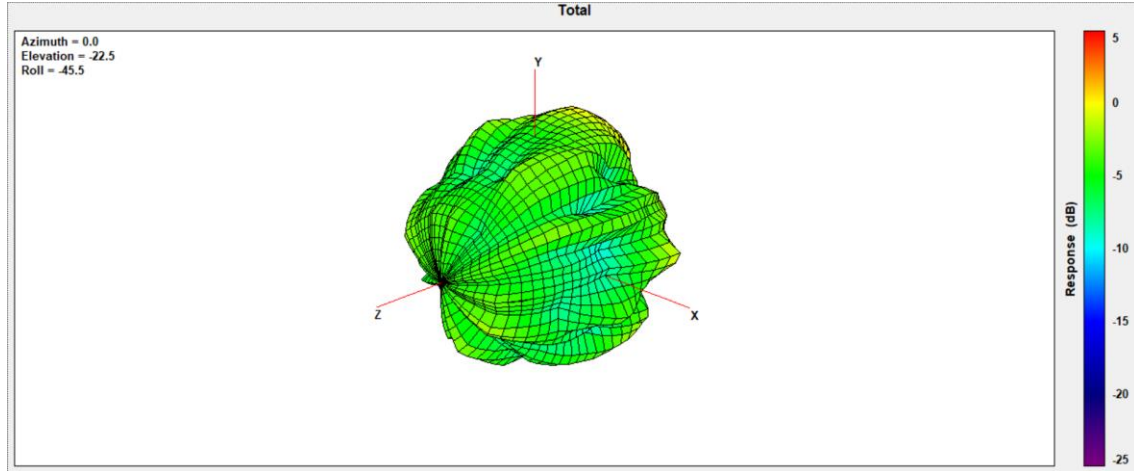 Total
Azimuth = 0.0
Elevation = -22.5
Roll = -45.5
Y
Z
X
5
0
-5
-10
-15
-20
-25
Response (dB)